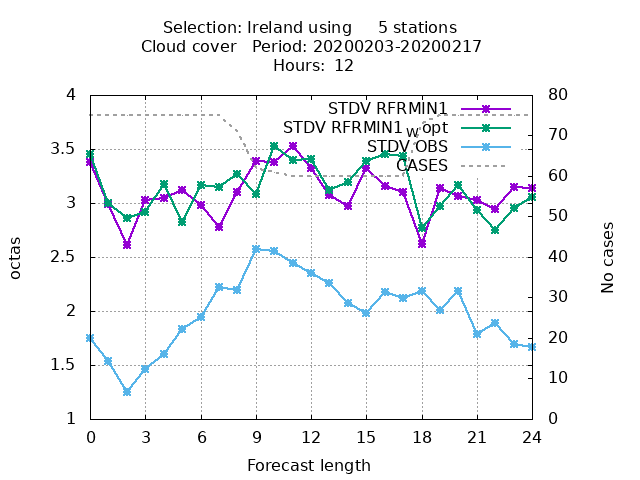 Selection: Ireland using     5 stations
Cloud cover   Period: 20200203-20200217
Hours:  12
STDV RFRMIN1
STDV RFRMIN1_w opt
STDV OBS
CASES
octas
No cases
4
3.5
3
2.5
2
1.5
1
80
70
60
50
40
30
20
10
0
0 3 6 9 12 15 18 21 24
Forecast length